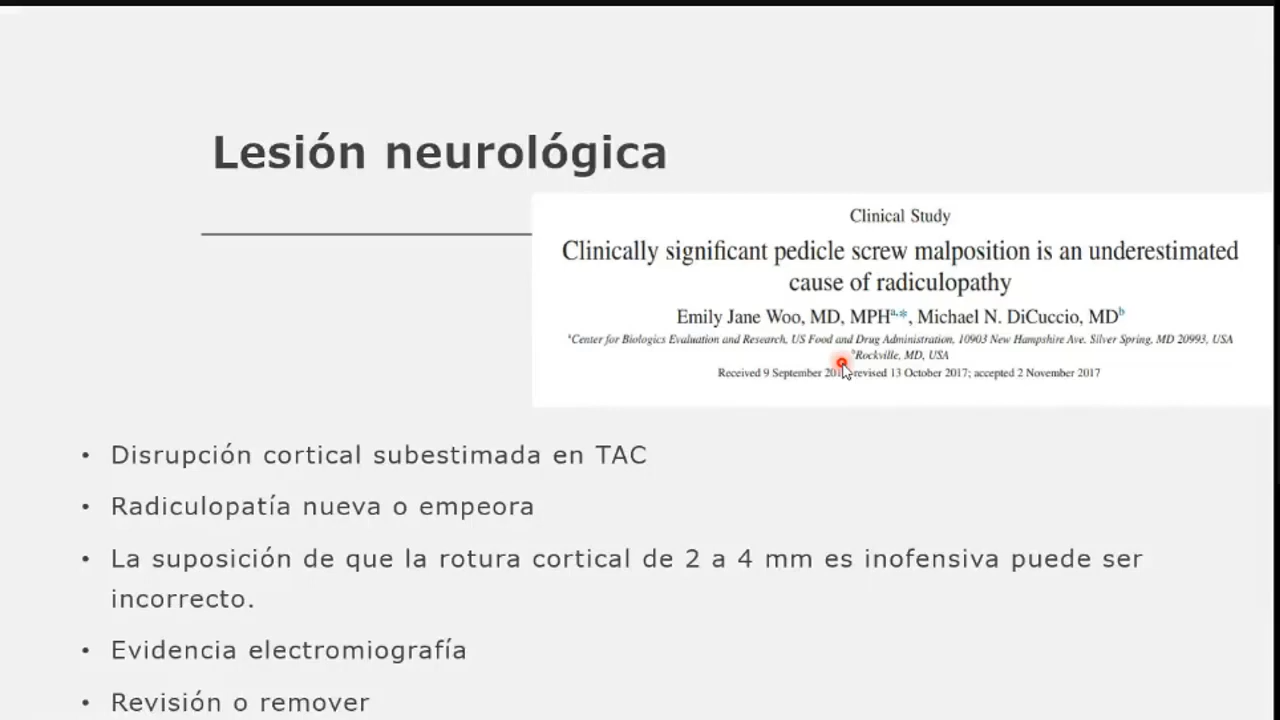 Lesión neurológica
Clinical Study
Clinically significant pedicle screw malposition is an underestimated
cause of radiculopathy
Emily Jane Woo, MD, MPHa,*, Michael N. DiCuccio, MDb
aCenter for Biologics Evaluation and Research, US Food and Drug Administration, 10903 New Hampshire Ave. Silver Spring, MD 20993, USA
bRockville, MD, USA
Received 9 September revised 13 October 2017; accepted 2 November 2017
• Disrupción cortical subestimada en TAC
• Radiculopatía nueva o empeora
• La suposición de que la rotura cortical de 2 a 4 mm es inofensiva puede ser
incorrecto.
• Evidencia electromiografía
• Revisión o remover